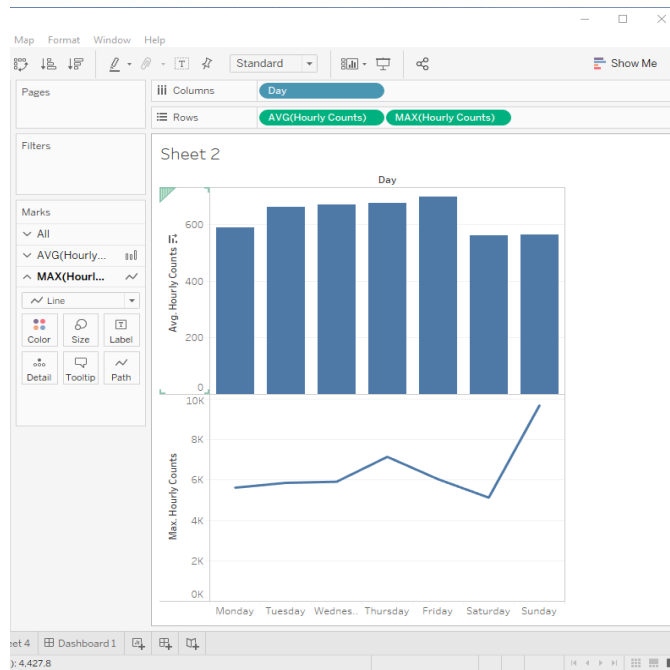 Map Format Window Help
Standard
Show Me
Pages
Columns
Day
Rows
AVG(Hourly Counts)
MAX(Hourly Counts)
Filters
Sheet 2
Marks
All
AVG(Hourly...
MAX(Hourl...
Line
Color Size Label
Detail Tooltip Path
Day
Avg. Hourly Counts
600
400
200
0
Max. Hourly Counts
10K
8K
6K
4K
2K
0K
Monday Tuesday Wednes.. Thursday Friday Saturday Sunday
eet 4 Dashboard 1
): 4,427.8